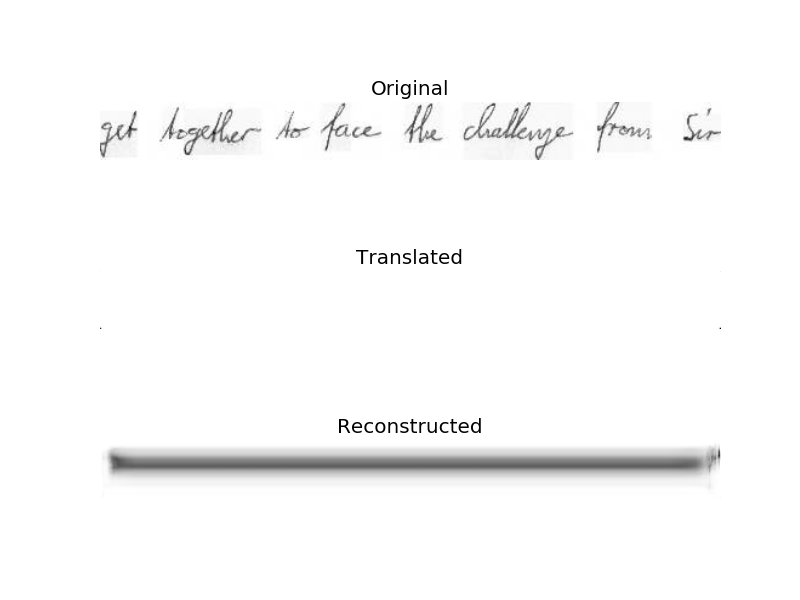 Original
get together to face the challenge from Sir
Translated
Reconstructed